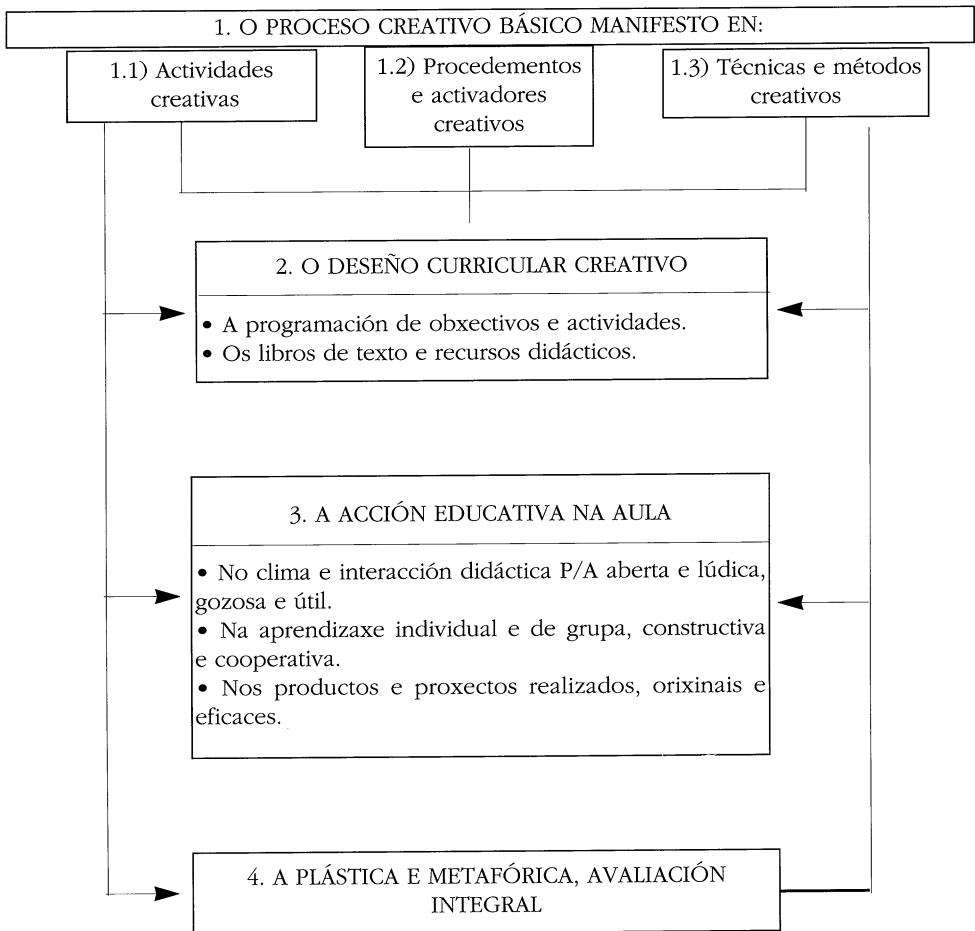 1. O PROCESO CREATIVO BÁSICO MANIFESTO EN:
1.1) Actividades
creativas
1.2) Procedementos
e activadores
creativos
1.3) Técnicas e métodos
creativos
2. O DESEÑO CURRICULAR CREATIVO
• A programación de obxectivos e actividades.
• Os libros de texto e recursos didácticos.
3. A ACCIÓN EDUCATIVA NA AULA
• No clima e interacción didáctica P/A aberta e lúdica,
gozosa e útil.
• Na aprendizaxe individual e de grupa, constructiva
e cooperativa.
• Nos productos e proxectos realizados, orixinais e
eficaces.
4. A PLÁSTICA E METAFÓRICA, AVALIACIÓN
INTEGRAL